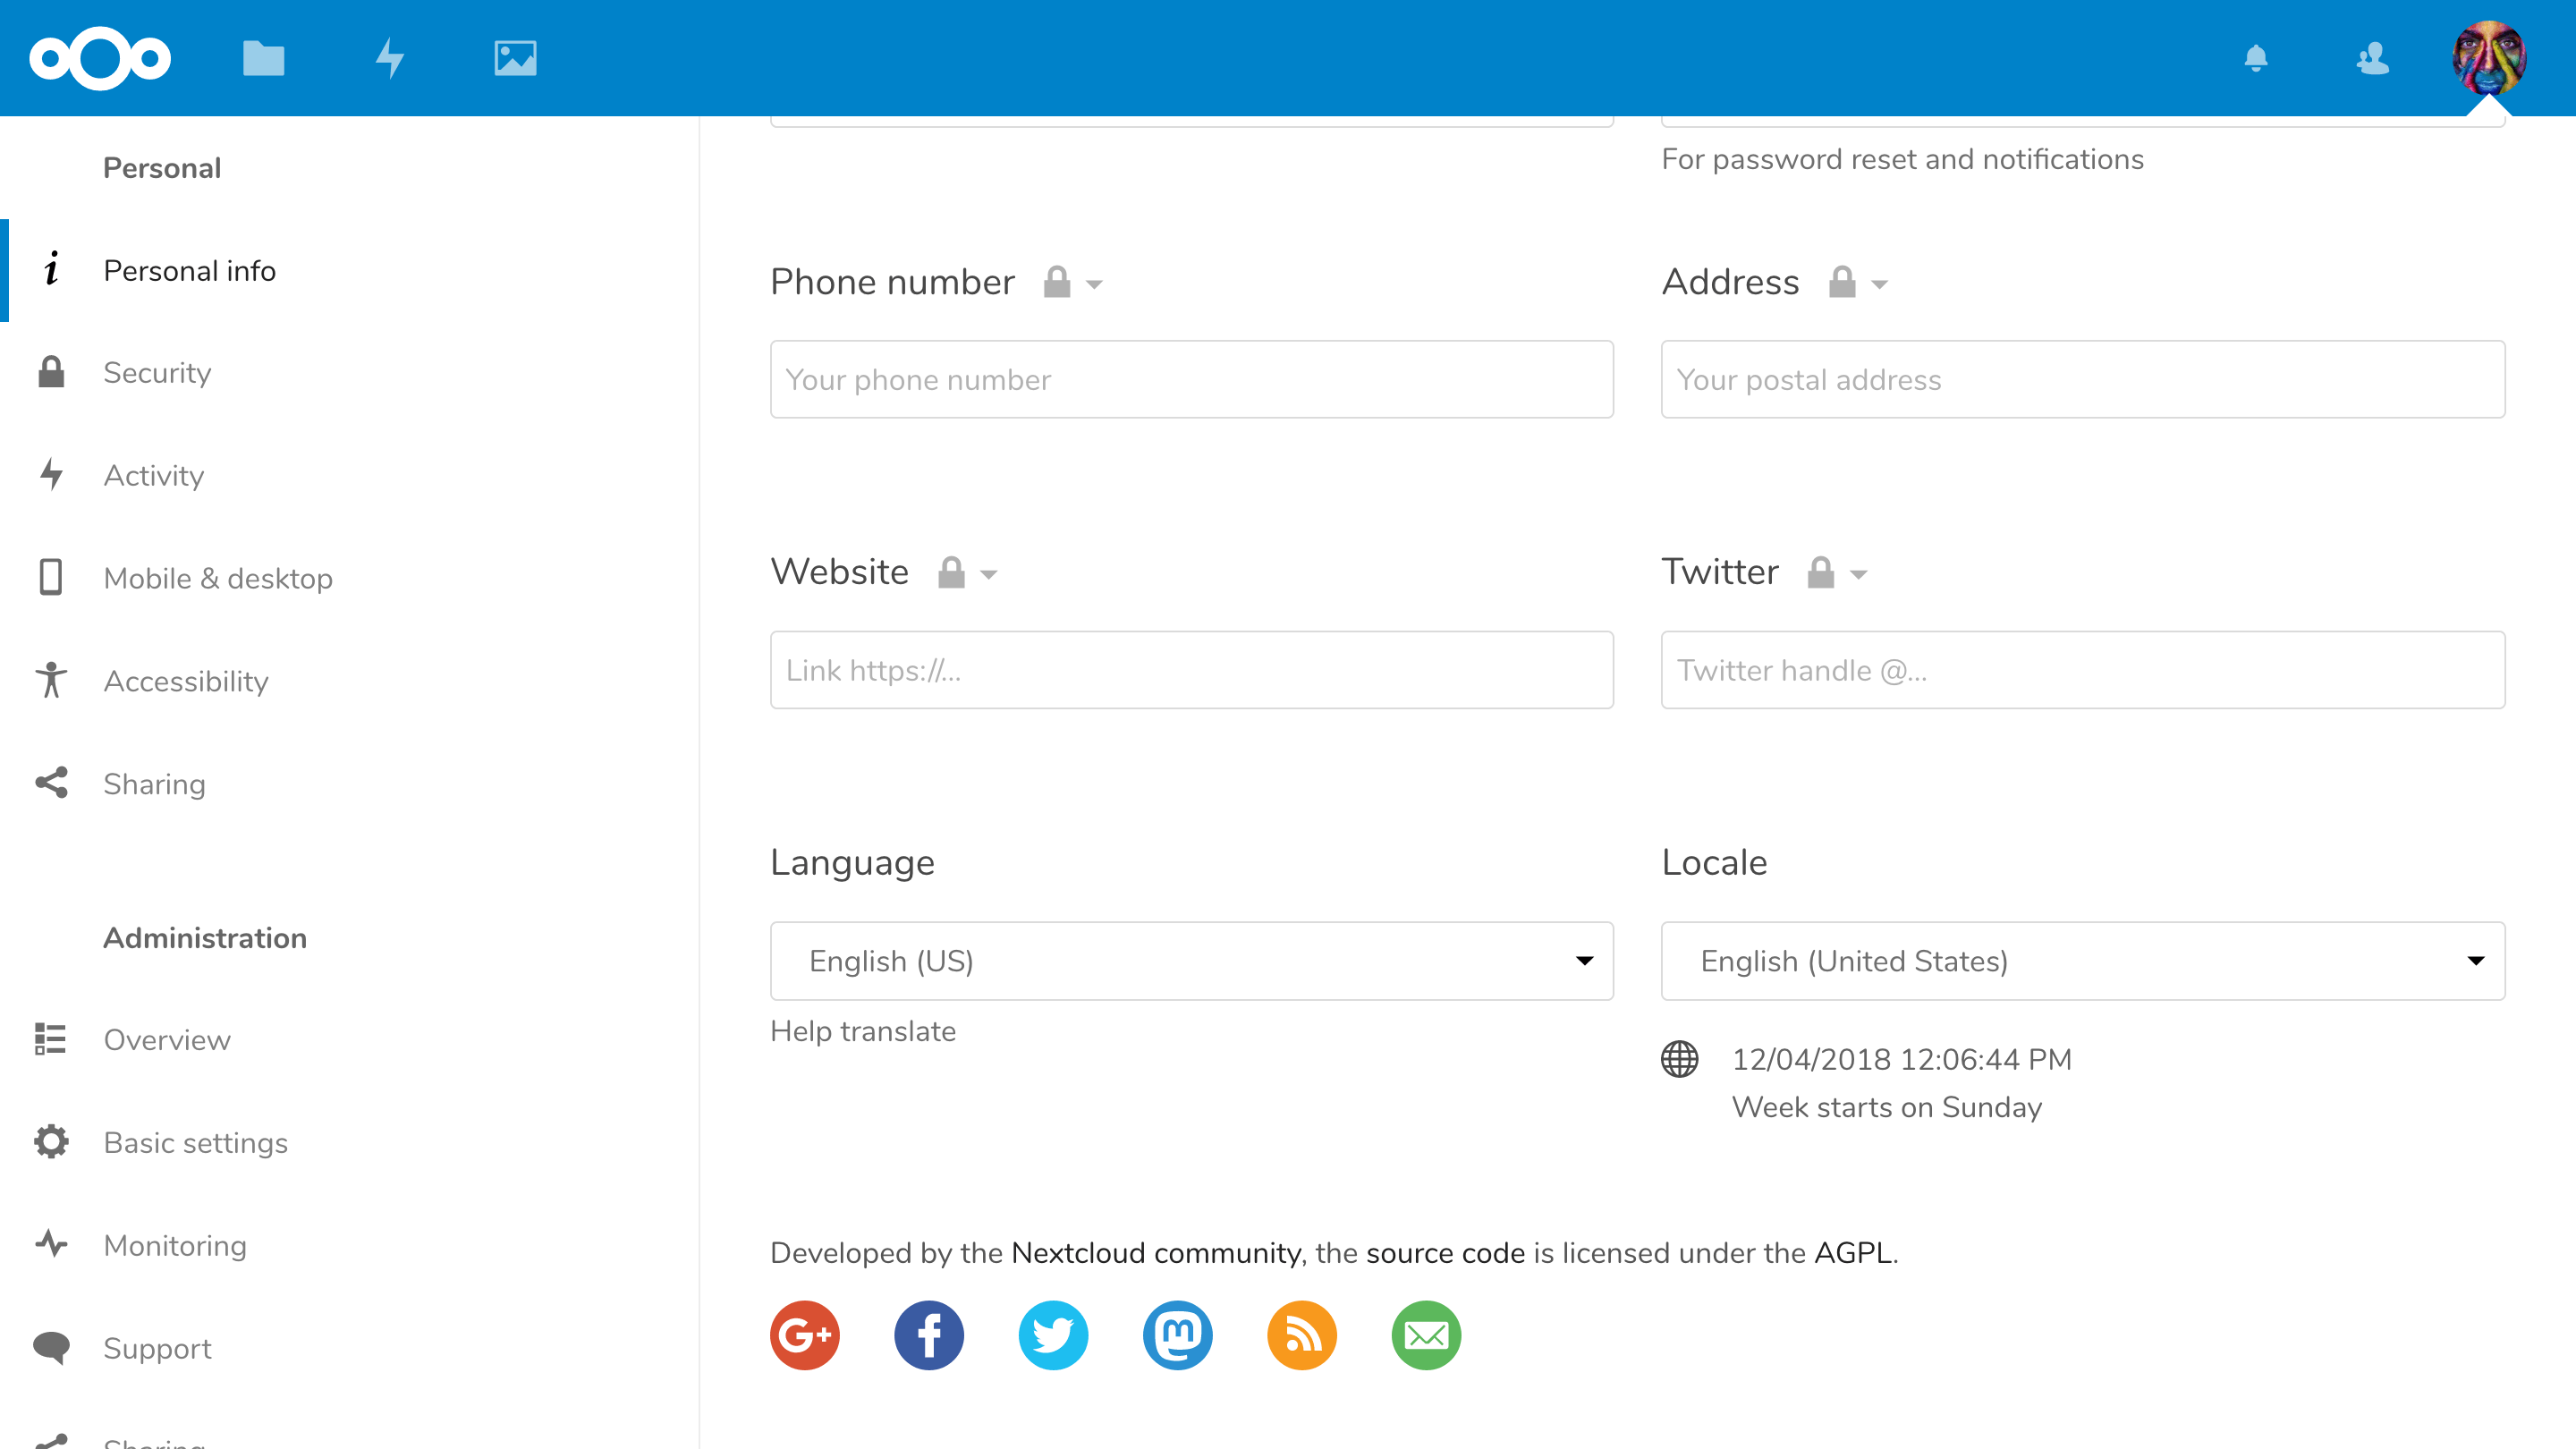 Personal
Personal info
Security
Activity
Mobile & desktop
Accessibility
Sharing
Administration
Overview
Basic settings
Monitoring
Support
Sharing
For password reset and notifications
Phone number
Address
Your phone number
Your postal address
Website
Twitter
Link https://...
Twitter handle @...
Language
Locale
English (US)
English (United States)
Help translate
12/04/2018 12:06:44 PM
Week starts on Sunday
Developed by the Nextcloud community, the source code is licensed under the AGPL.
G+